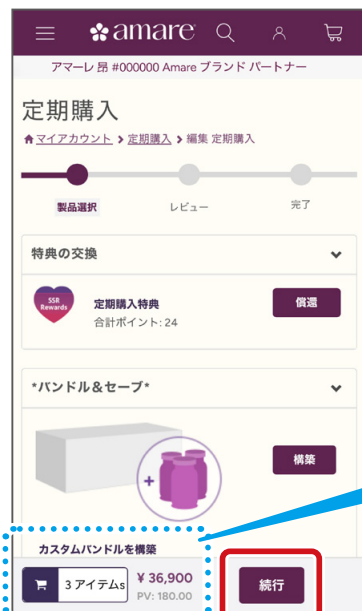 amare
アマーレ 昂 #000000 Amare ブランド パートナー
定期購入
マイアカウント > 定期購入 > 編集 定期購入
製品選択 レビュー 完了
特典の交換
SSR
Rewards
定期購入特典
合計ポイント: 24
償還
*バンドル&セーブ*
+
構築
カスタムバンドルを構築
3 アイテムs
¥ 36,900
PV: 180.00
続行